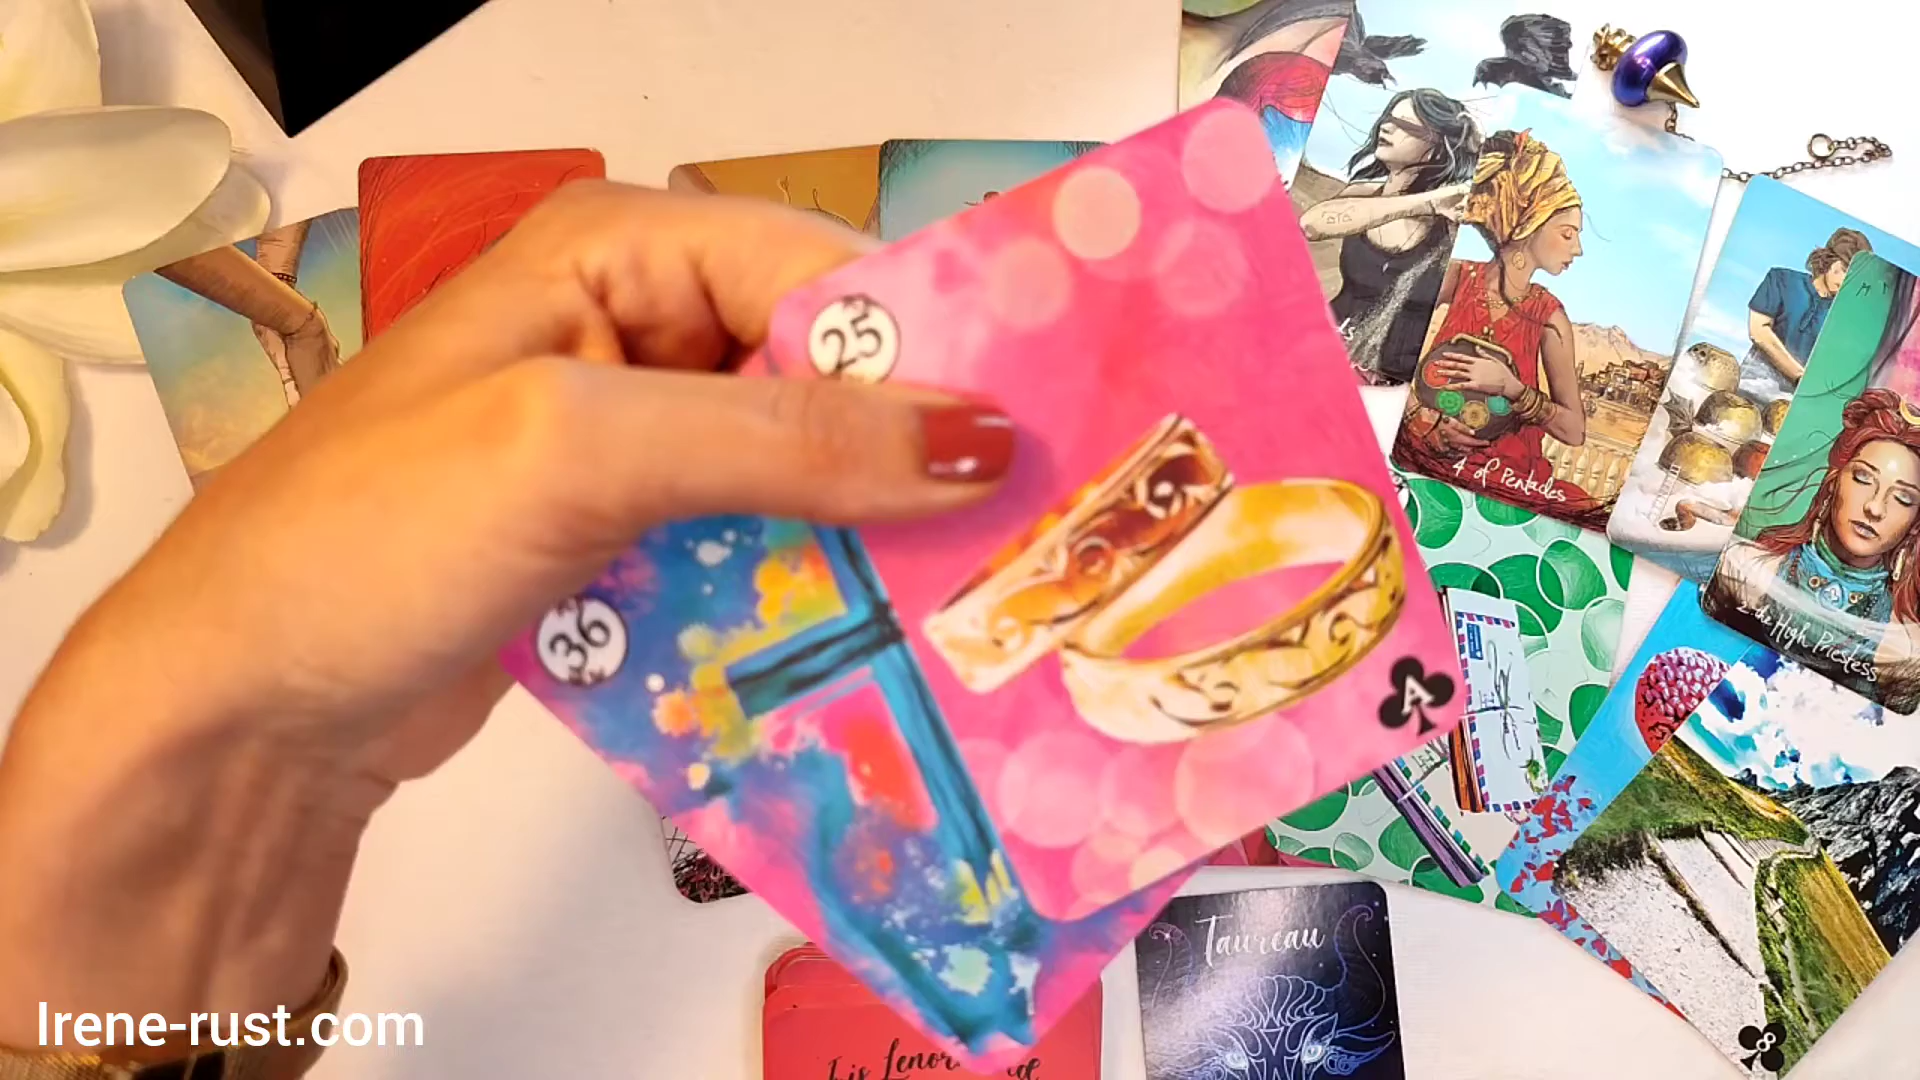 25
36
A
4 of Pentacles
2. the High Priestess
Taureau
8
Irene-rust.com